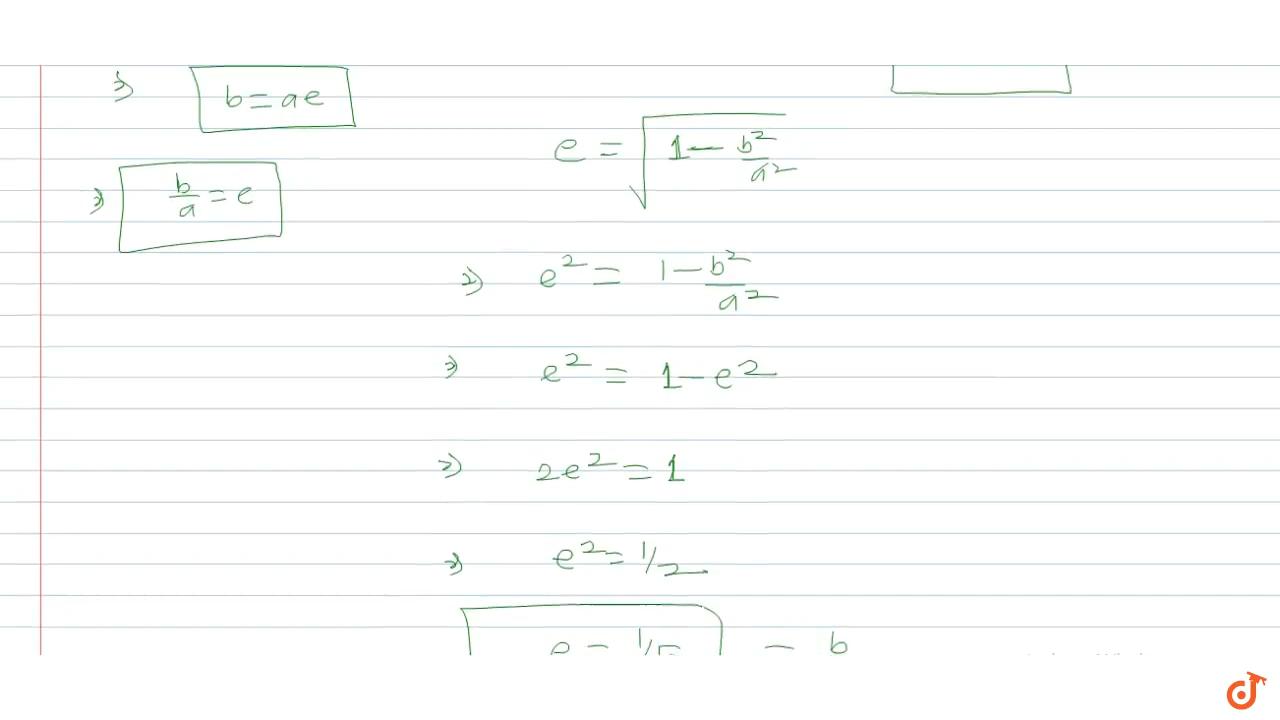 ⇒ b = ae
e = √(1 - b²/a²)
⇒ b/a = e
⇒ e² = 1 - b²/a²
⇒ e² = 1 - e²
⇒ 2e² = 1
⇒ e² = 1/2